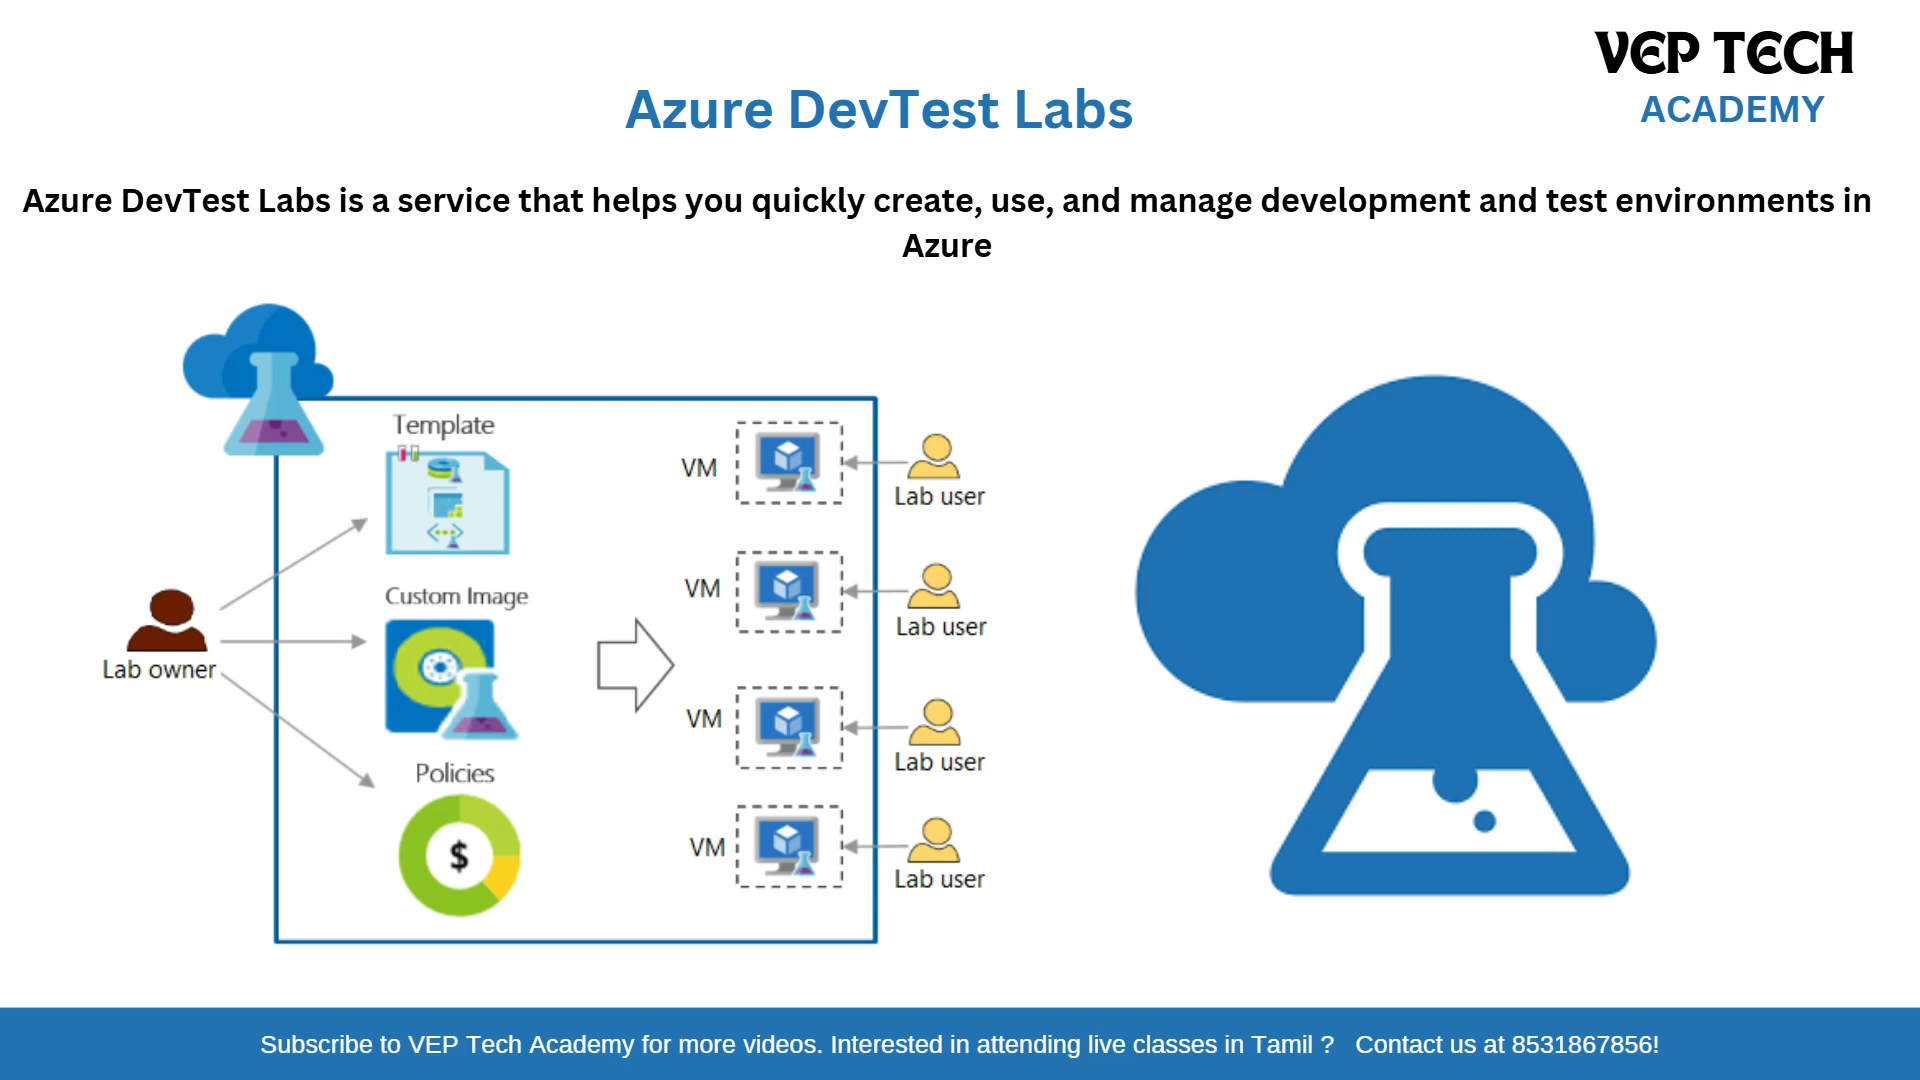 VEP TECH
ACADEMY
Azure DevTest Labs
Azure DevTest Labs is a service that helps you quickly create, use, and manage development and test environments in
Azure
Template
Custom Image
Policies
$
Lab owner
VM
Lab user
VM
Lab user
VM
Lab user
VM
Lab user
Subscribe to VEP Tech Academy for more videos. Interested in attending live classes in Tamil ? Contact us at 8531867856!